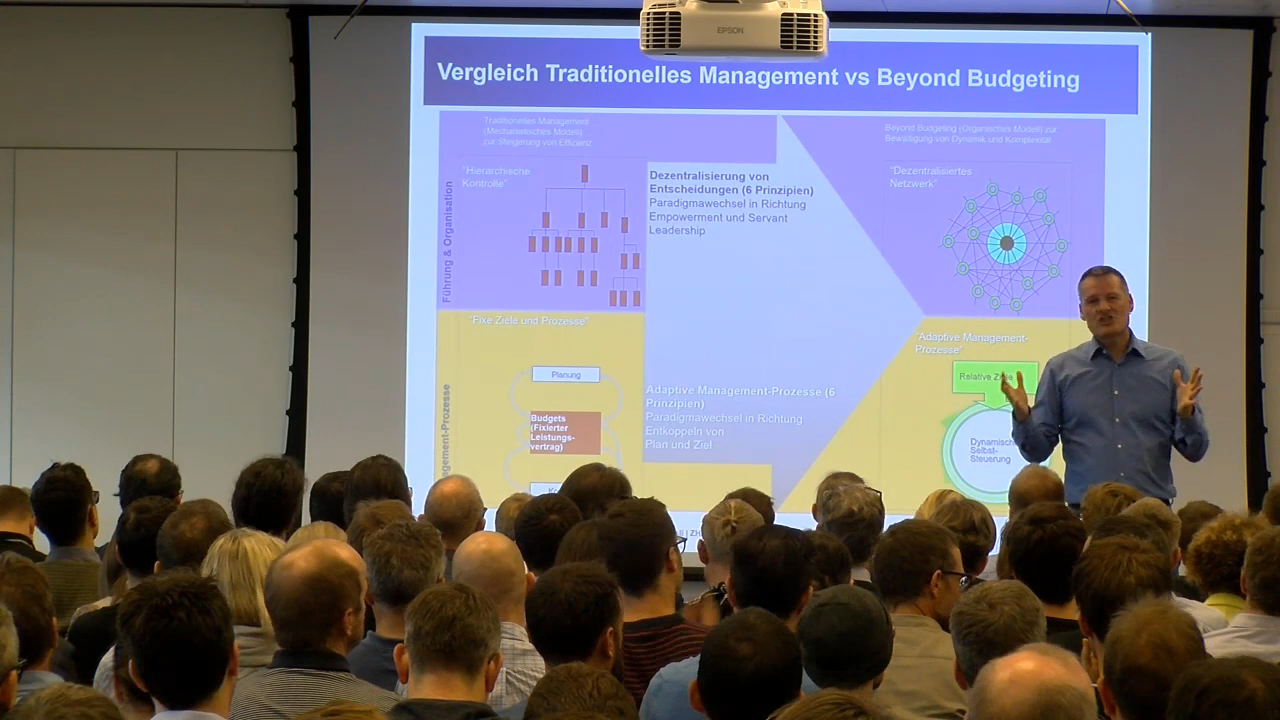 EPSON
Vergleich Traditionelles Management vs Beyond Budgeting
Traditionelles Management
(Mechanistisches Modell)
zur Steigerung von Effizienz
Beyond Budgeting (Organisches Modell) zur
Bewältigung von Dynamik und Komplexität
Führung & Organisation
"Hierarchische
Kontrolle"
Dezentralisierung von
Entscheidungen (6 Prinzipien)
Paradigmawechsel in Richtung
Empowerment und Servant
Leadership
"Dezentralisiertes
Netzwerk"
"Fixe Ziele und Prozesse"
Planung
Budgets
(Fixierter
Leistungs-
vertrag)
Adaptive Management-Prozesse (6
Prinzipien)
Paradigmawechsel in Richtung
Entkoppeln von
Plan und Ziel
"Adaptive Management-
Prozesse"
Relative
Selbst-
Steuerung